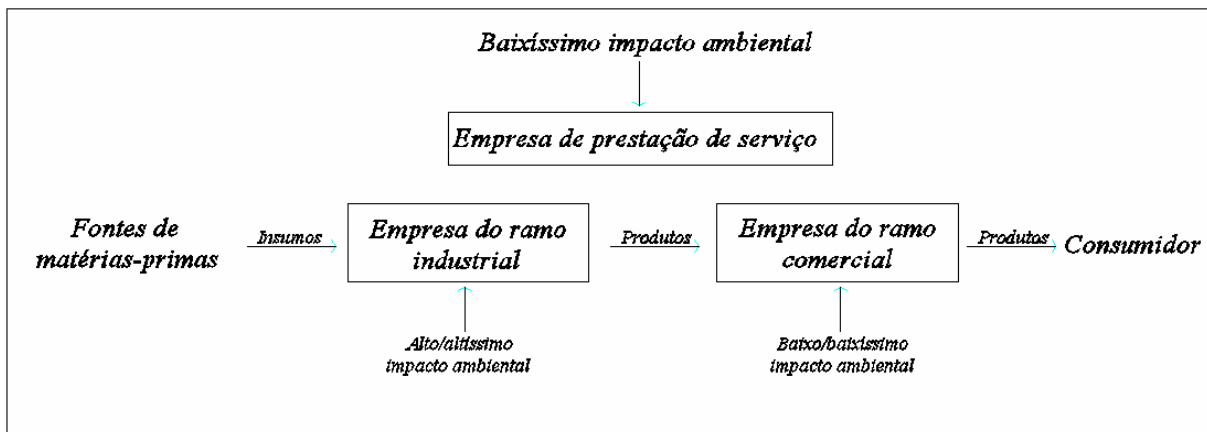 Baixíssimo impacto ambiental
Empresa de prestação de serviço
Fontes de
matérias-primas
Insumos
Empresa do ramo
industrial
Produtos
Empresa do ramo
comercial
Produtos
Consumidor
Alto/altíssimo
impacto ambiental
Baixo/baixíssimo
impacto ambiental